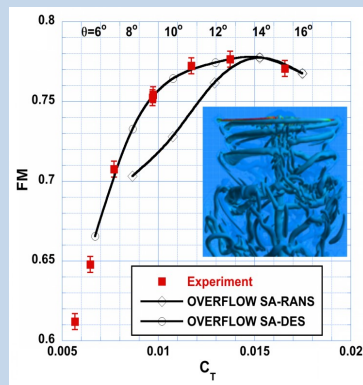 0.8
θ=6° 8° 10° 12° 14° 16°
0.75
FM
0.7
0.65
0.6
Experiment
OVERFLOW SA-RANS
OVERFLOW SA-DES
0.005 0.01 0.015 0.02
C_T